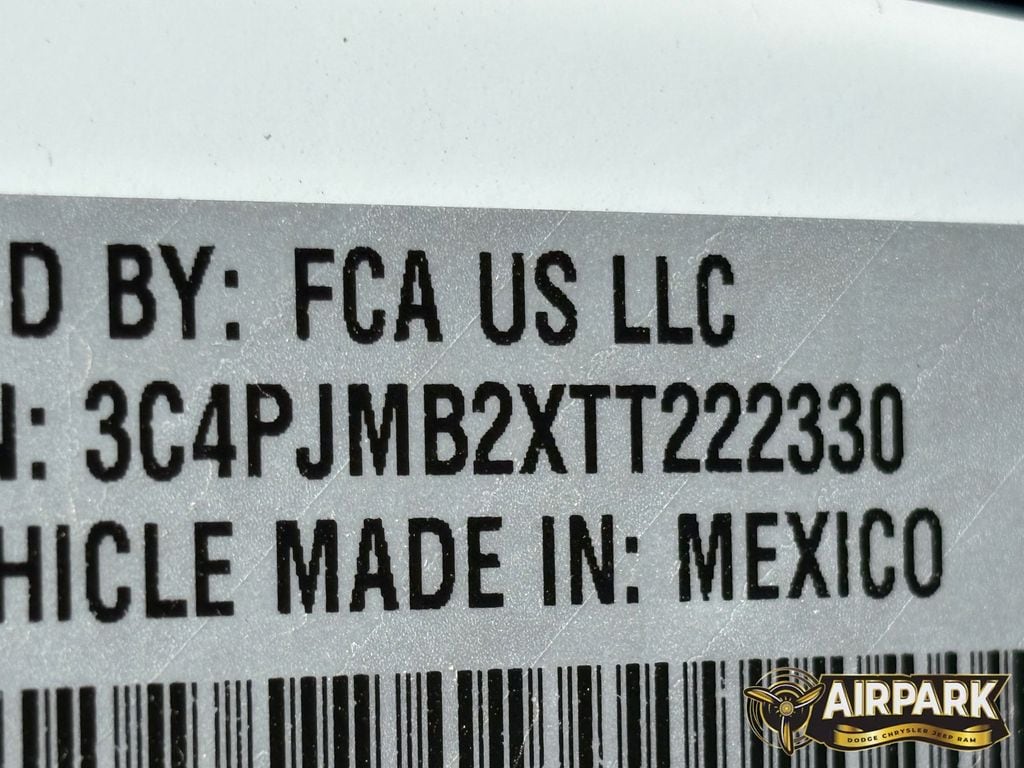 D BY: FCA US LLC
N: 3C4PJMB2XTT222330
HICLE MADE IN: MEXICO
AIRPARK
DODGE CHRYSLER JEEP RAM